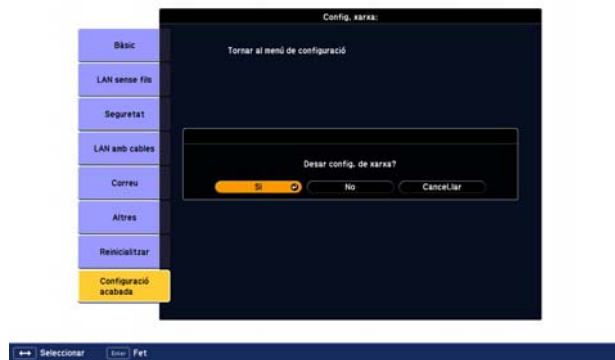 Config. xarxa:
Bàsic
Tornar al menú de configuració
LAN sense fils
Seguretat
LAN amb cables
Desar config. de xarxa?
Correu
Sí No Cancel.lar
Altres
Reinicialitzar
Configuració
acabada
Seleccionar Enter Fet